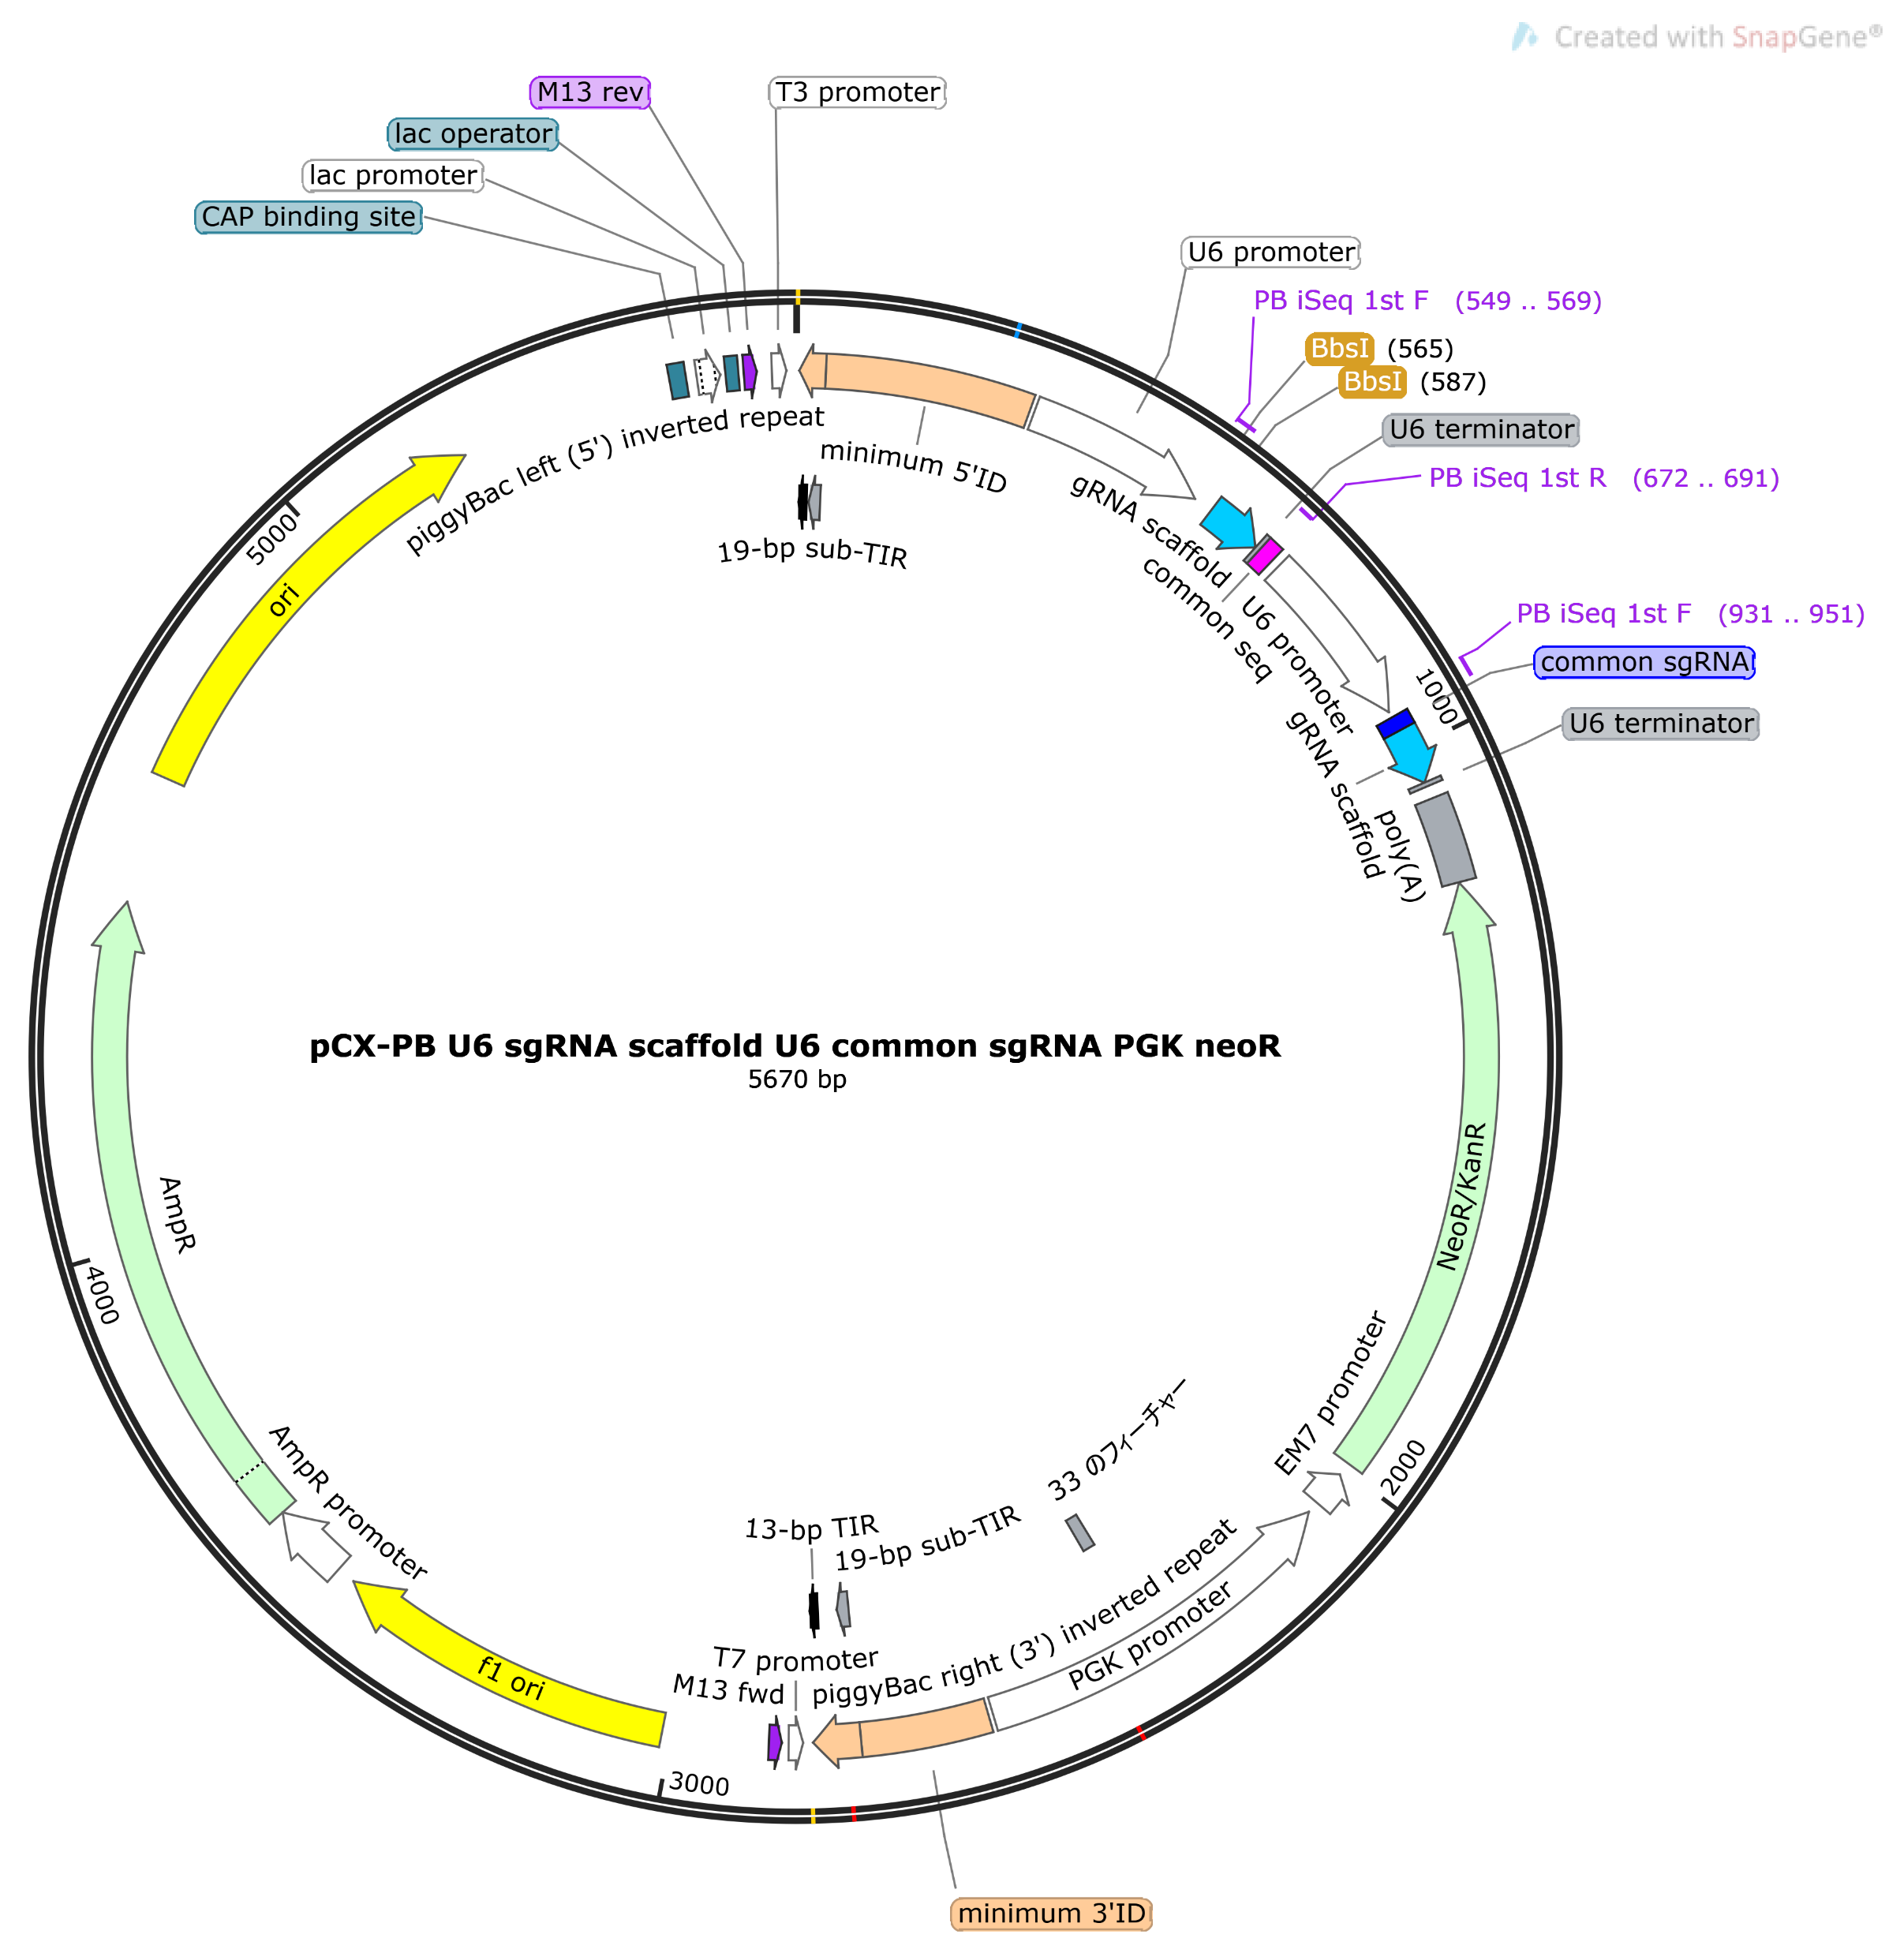 Created with SnapGene®
M13 rev
T3 promoter
lac operator
lac promoter
CAP binding site
U6 promoter
PB iSeq 1st F (549 .. 569)
BbsI (565)
BbsI (587)
U6 terminator
PB iSeq 1st R (672 .. 691)
PB iSeq 1st F (931 .. 951)
common sgRNA
U6 terminator
piggyBac left (5') inverted repeat
minimum 5'ID
19-bp sub-TIR
gRNA scaffold
common seq
U6 promoter
1000
gRNA scaffold
poly(A)
5000
ori
pCX-PB U6 sgRNA scaffold U6 common sgRNA PGK neoR
5670 bp
NeoR/KanR
AmpR
4000
EM7 promoter
2000
33 のフィーチャー
AmpR promoter
13-bp TIR
19-bp sub-TIR
T7 promoter
M13 fwd
piggyBac right (3') inverted repeat
PGK promoter
f1 ori
3000
minimum 3'ID